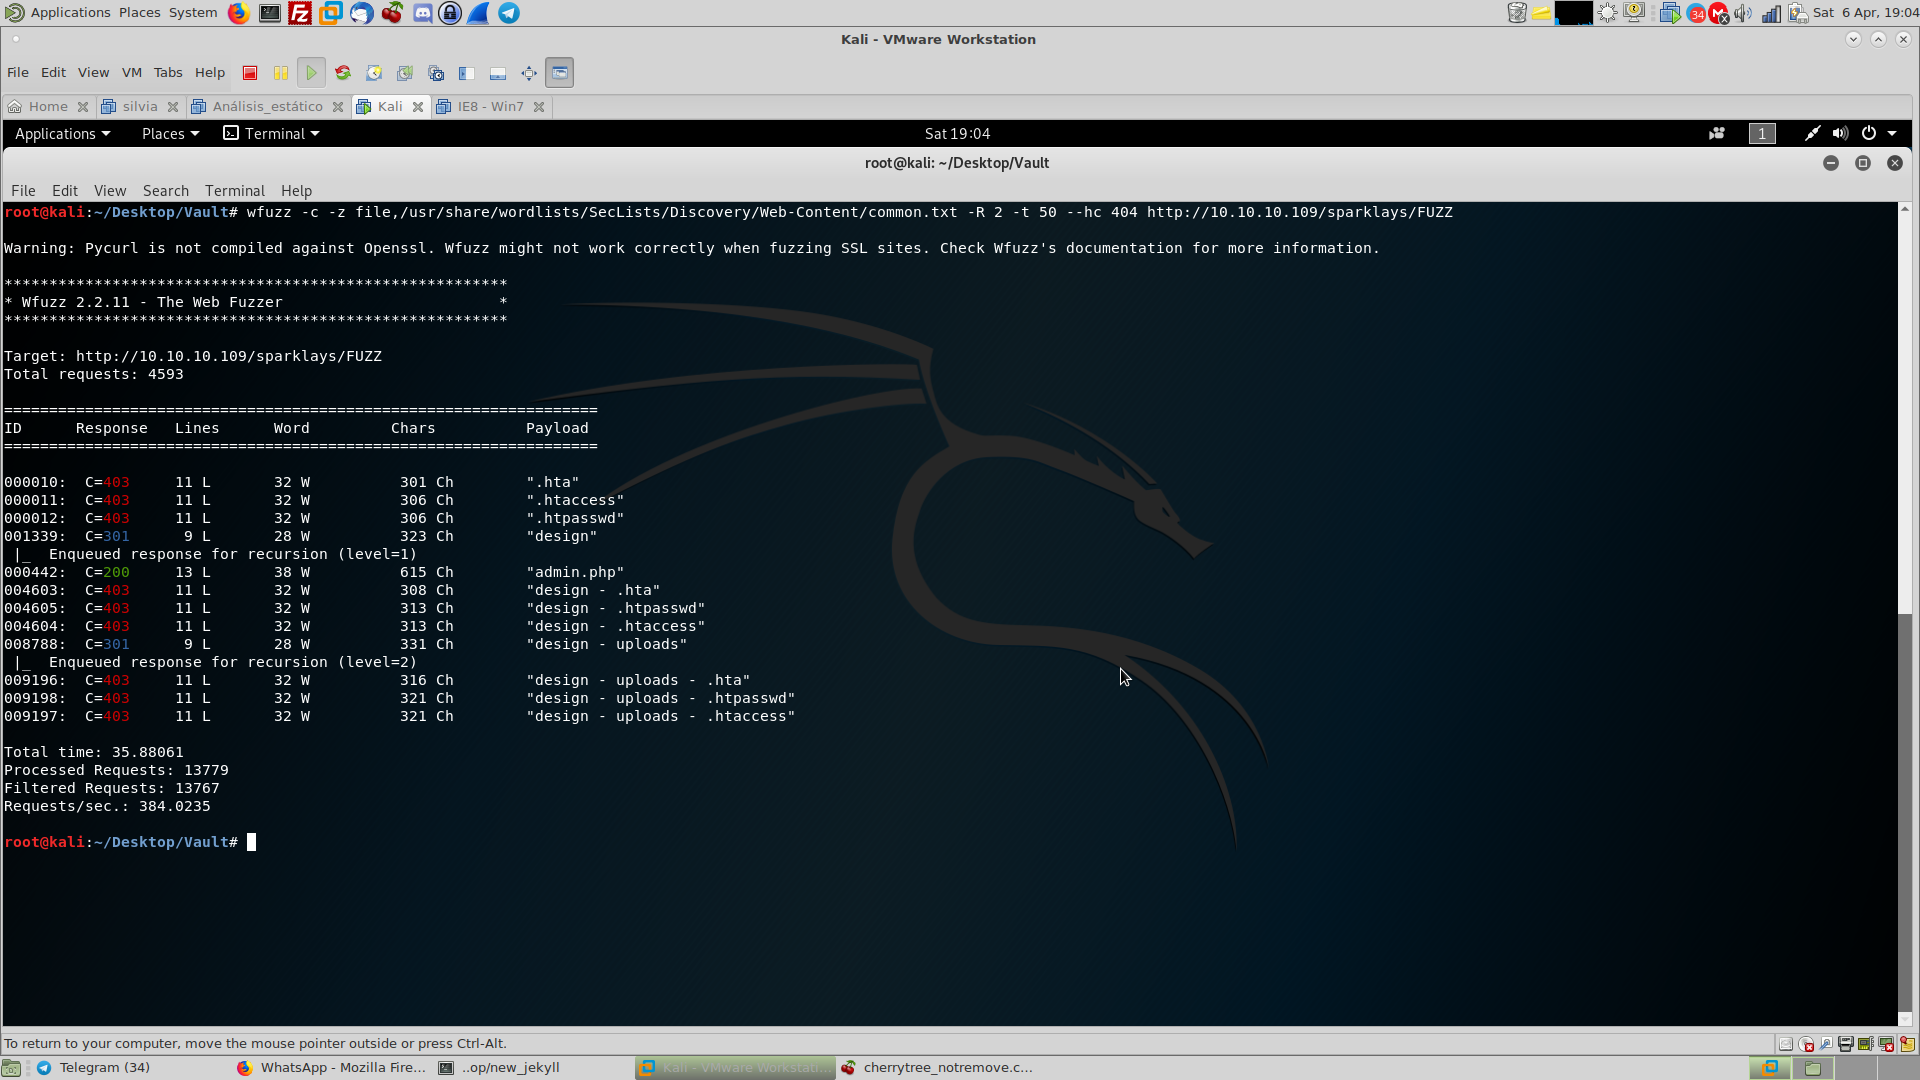 Applications Places System
34
Sat 6 Apr, 19:04
Kali - VMware Workstation
File Edit View VM Tabs Help
Home silvia Análisis_estático Kali IE8 - Win7
Applications Places Terminal Sat 19:04 1
root@kali: ~/Desktop/Vault
File Edit View Search Terminal Help
root@kali:~/Desktop/Vault# wfuzz -c -z file,/usr/share/wordlists/SecLists/Discovery/Web-Content/common.txt -R 2 -t 50 --hc 404 http://10.10.10.109/sparklays/FUZZ
Warning: Pycurl is not compiled against Openssl. Wfuzz might not work correctly when fuzzing SSL sites. Check Wfuzz's documentation for more information.
********************************************************
* Wfuzz 2.2.11 - The Web Fuzzer                        *
********************************************************
Target: http://10.10.10.109/sparklays/FUZZ
Total requests: 4593
==================================================================
ID      Response   Lines      Word         Chars          Payload
==================================================================
000010:  C=403     11 L       32 W          301 Ch        ".hta"
000011:  C=403     11 L       32 W          306 Ch        ".htaccess"
000012:  C=403     11 L       32 W          306 Ch        ".htpasswd"
001339:  C=301      9 L       28 W          323 Ch        "design"
 |_  Enqueued response for recursion (level=1)
000442:  C=200     13 L       38 W          615 Ch        "admin.php"
004603:  C=403     11 L       32 W          308 Ch        "design - .hta"
004605:  C=403     11 L       32 W          313 Ch        "design - .htpasswd"
004604:  C=403     11 L       32 W          313 Ch        "design - .htaccess"
008788:  C=301      9 L       28 W          331 Ch        "design - uploads"
 |_  Enqueued response for recursion (level=2)
009196:  C=403     11 L       32 W          316 Ch        "design - uploads - .hta"
009198:  C=403     11 L       32 W          321 Ch        "design - uploads - .htpasswd"
009197:  C=403     11 L       32 W          321 Ch        "design - uploads - .htaccess"
Total time: 35.88061
Processed Requests: 13779
Filtered Requests: 13767
Requests/sec.: 384.0235
root@kali:~/Desktop/Vault#
To return to your computer, move the mouse pointer outside or press Ctrl-Alt.
Telegram (34) WhatsApp - Mozilla Fire... ..op/new_jekyll Kali - VMware Workstati... cherrytree_notremove.c...